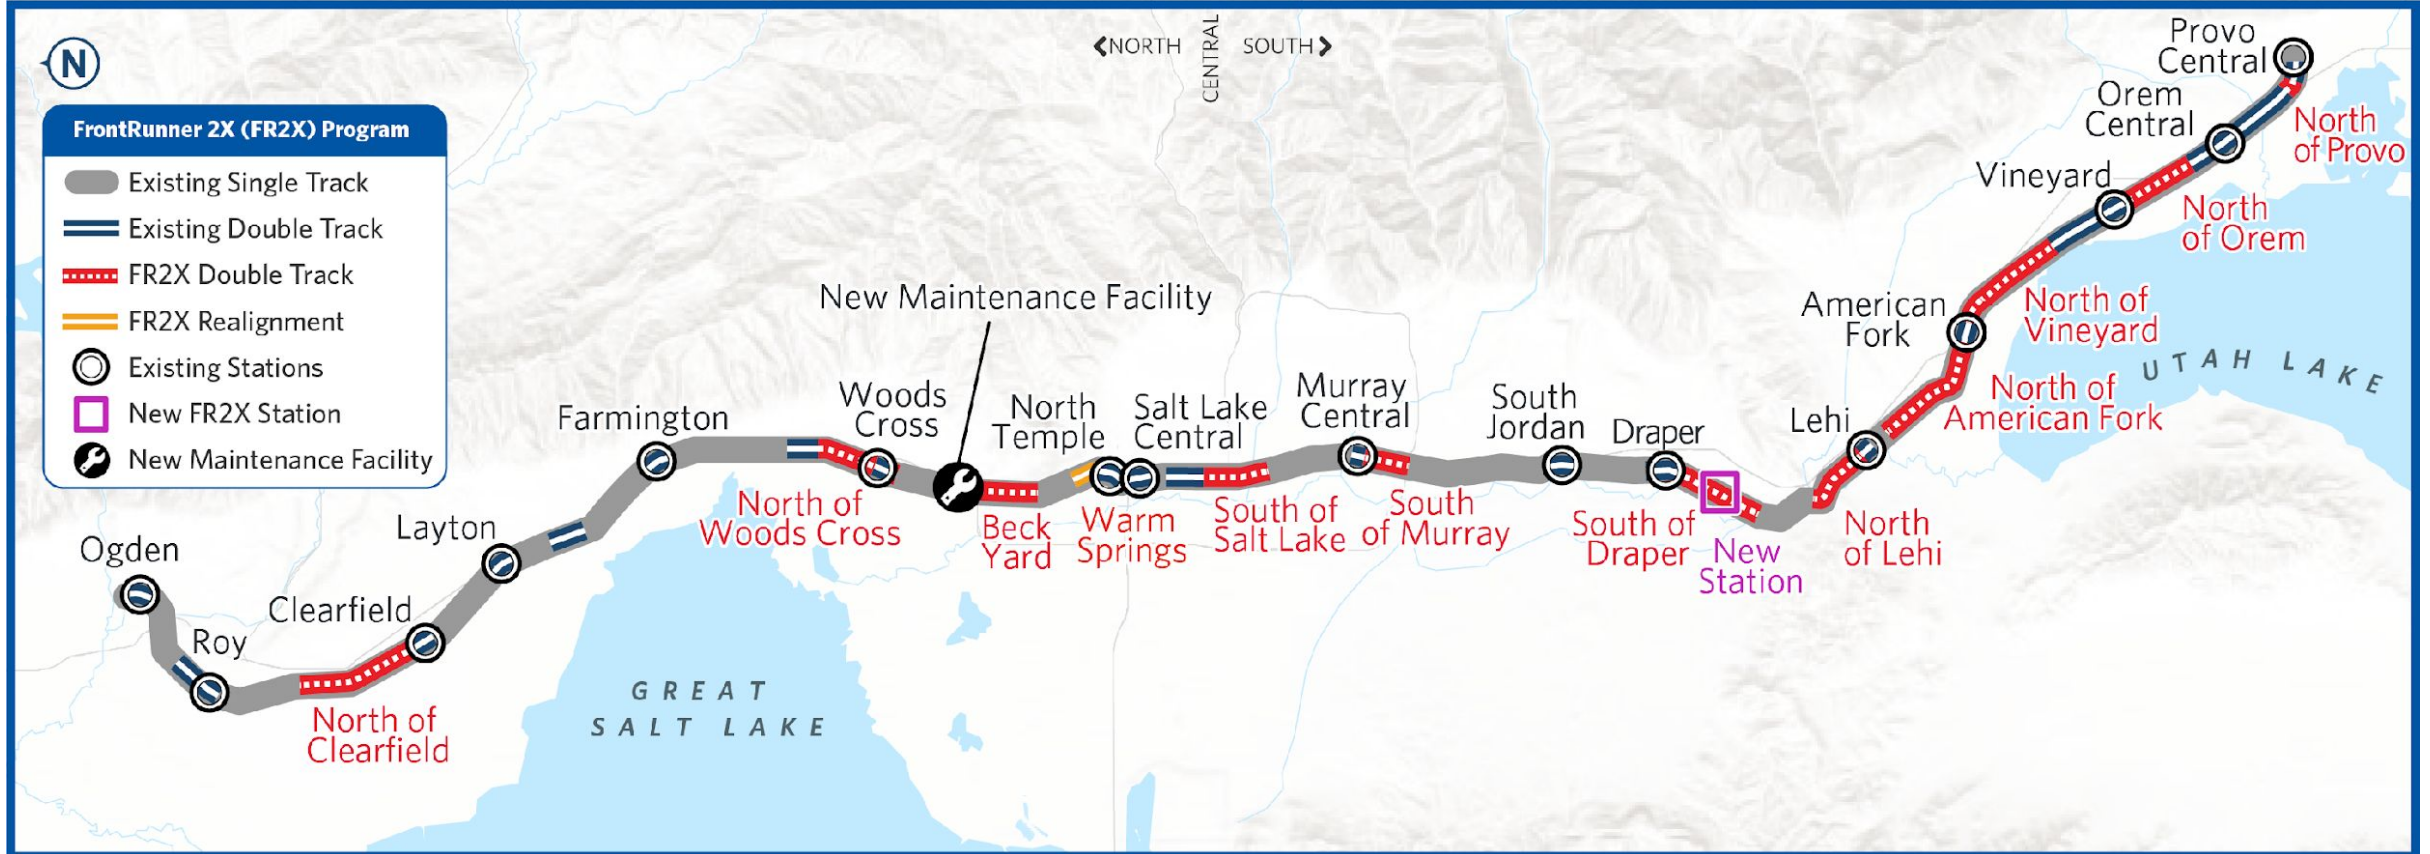 N
<NORTH
CENTRAL
SOUTH>
FrontRunner 2X (FR2X) Program
Existing Single Track
Existing Double Track
FR2X Double Track
FR2X Realignment
Existing Stations
New FR2X Station
New Maintenance Facility
Ogden
Roy
Clearfield
North of
Clearfield
Layton
Farmington
GREAT
SALT LAKE
Woods
Cross
North of
Woods Cross
New Maintenance Facility
Beck
Yard
North
Temple
Warm
Springs
Salt Lake
Central
South of
Salt Lake
Murray
Central
South
of Murray
South
Jordan
Draper
South of
Draper
New
Station
Lehi
North
of Lehi
American
Fork
North of
American Fork
North of
Vineyard
UTAH LAKE
Vineyard
North
of Orem
Orem
Central
Provo
Central
North
of Provo